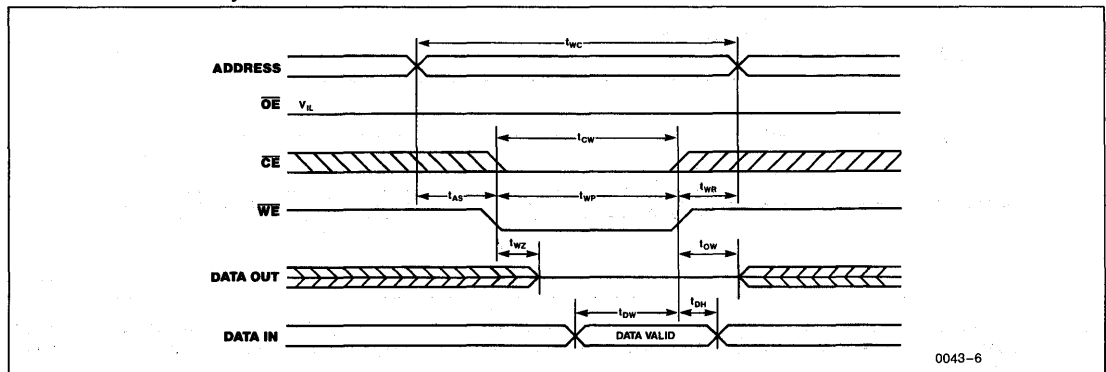 tWC
ADDRESS
OE VIL
tCW
CE
tAS tWP tWR
WE
tWZ tOW
DATA OUT
tDW tDH
DATA IN DATA VALID
0043-6